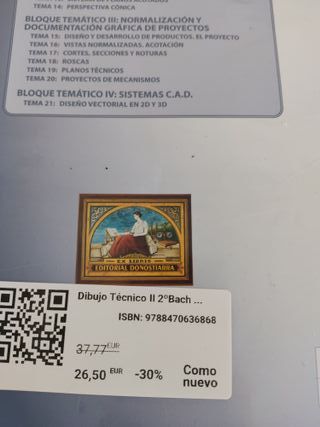 TEMA 14: PERSPECTIVA CÓNICA
BLOQUE TEMÁTICO III: NORMALIZACIÓN Y
DOCUMENTACIÓN GRÁFICA DE PROYECTOS
TEMA 15: DISEÑO Y DESARROLLO DE PRODUCTOS. EL PROYECTO
TEMA 16: VISTAS NORMALIZADAS. ACOTACIÓN
TEMA 17: CORTES, SECCIONES Y ROTURAS
TEMA 18: ROSCAS
TEMA 19: PLANOS TÉCNICOS
TEMA 20: PROYECTOS DE MECANISMOS
BLOQUE TEMÁTICO IV: SISTEMAS C.A.D.
TEMA 21: DISEÑO VECTORIAL EN 2D Y 3D
EX LIBRIS
EDITORIAL DONOSTIARRA
Dibujo Técnico II 2ºBach ...
ISBN: 9788470636868
37,77 EUR
26,50 EUR -30% Como
nuevo